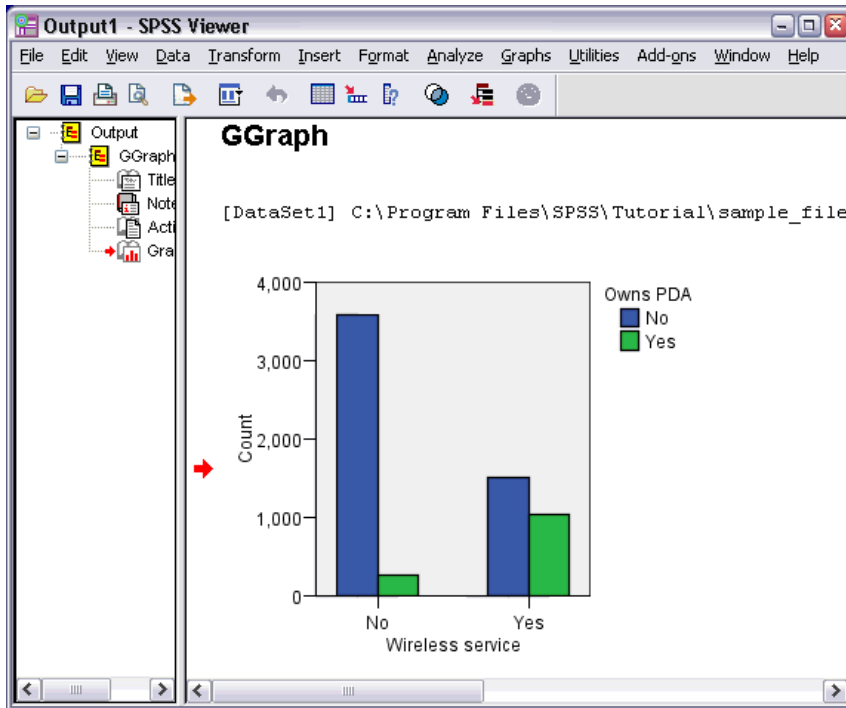 Output1 - SPSS Viewer
File Edit View Data Transform Insert Format Analyze Graphs Utilities Add-ons Window Help
Output
GGraph
Title
Note
Acti
Gra
GGraph
[DataSet1] C:\Program Files\SPSS\Tutorial\sample_file
4,000
3,000
2,000
1,000
0
Count
No
Yes
Wireless service
Owns PDA
No
Yes